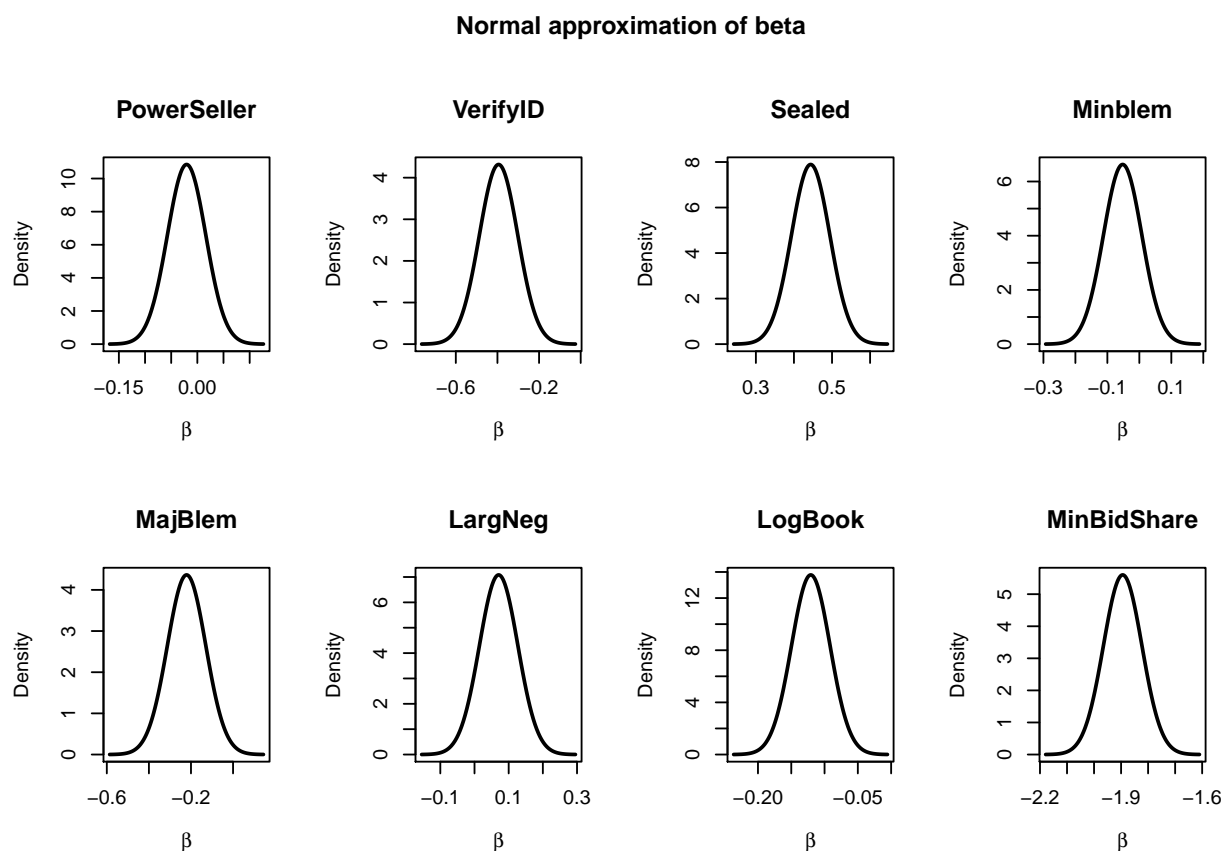 Normal approximation of beta
PowerSeller
VerifyID
Sealed
Minblem
Density
0 2 4 6 8 10
−0.15 0.00
β
Density
0 1 2 3 4
−0.6 −0.2
β
Density
0 2 4 6 8
0.3 0.5
β
Density
0 2 4 6
−0.3 −0.1 0.1
β
MajBlem
LargNeg
LogBook
MinBidShare
Density
0 1 2 3 4
−0.6 −0.2
β
Density
0 2 4 6
−0.1 0.1 0.3
β
Density
0 4 8 12
−0.20 −0.05
β
Density
0 1 2 3 4 5
−2.2 −1.9 −1.6
β